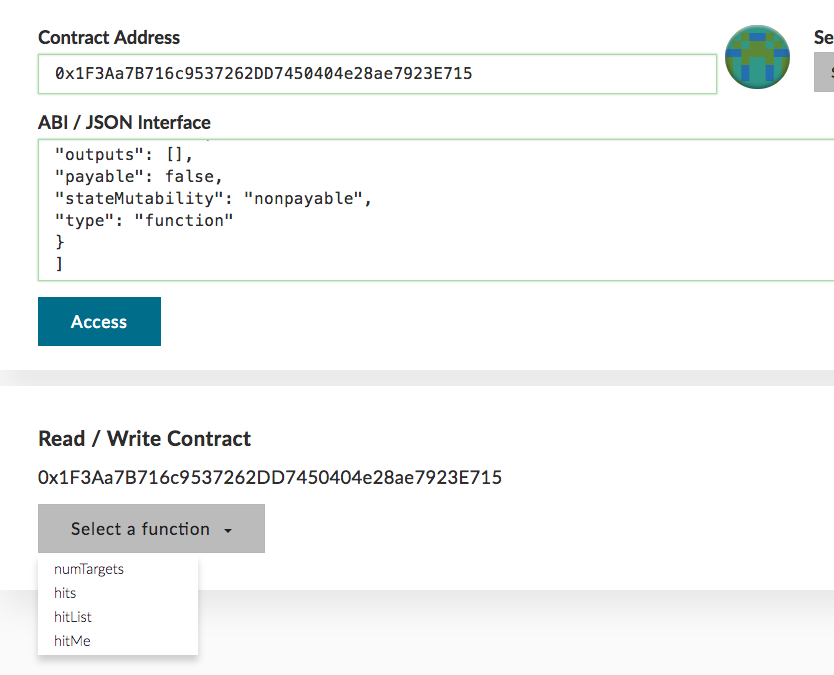 Contract Address
0x1F3Aa7B716c9537262DD7450404e28ae7923E715
ABI / JSON Interface
"outputs": [],
"payable": false,
"stateMutability": "nonpayable",
"type": "function"
}
]
Access
Read / Write Contract
0x1F3Aa7B716c9537262DD7450404e28ae7923E715
Select a function
numTargets
hits
hitList
hitMe